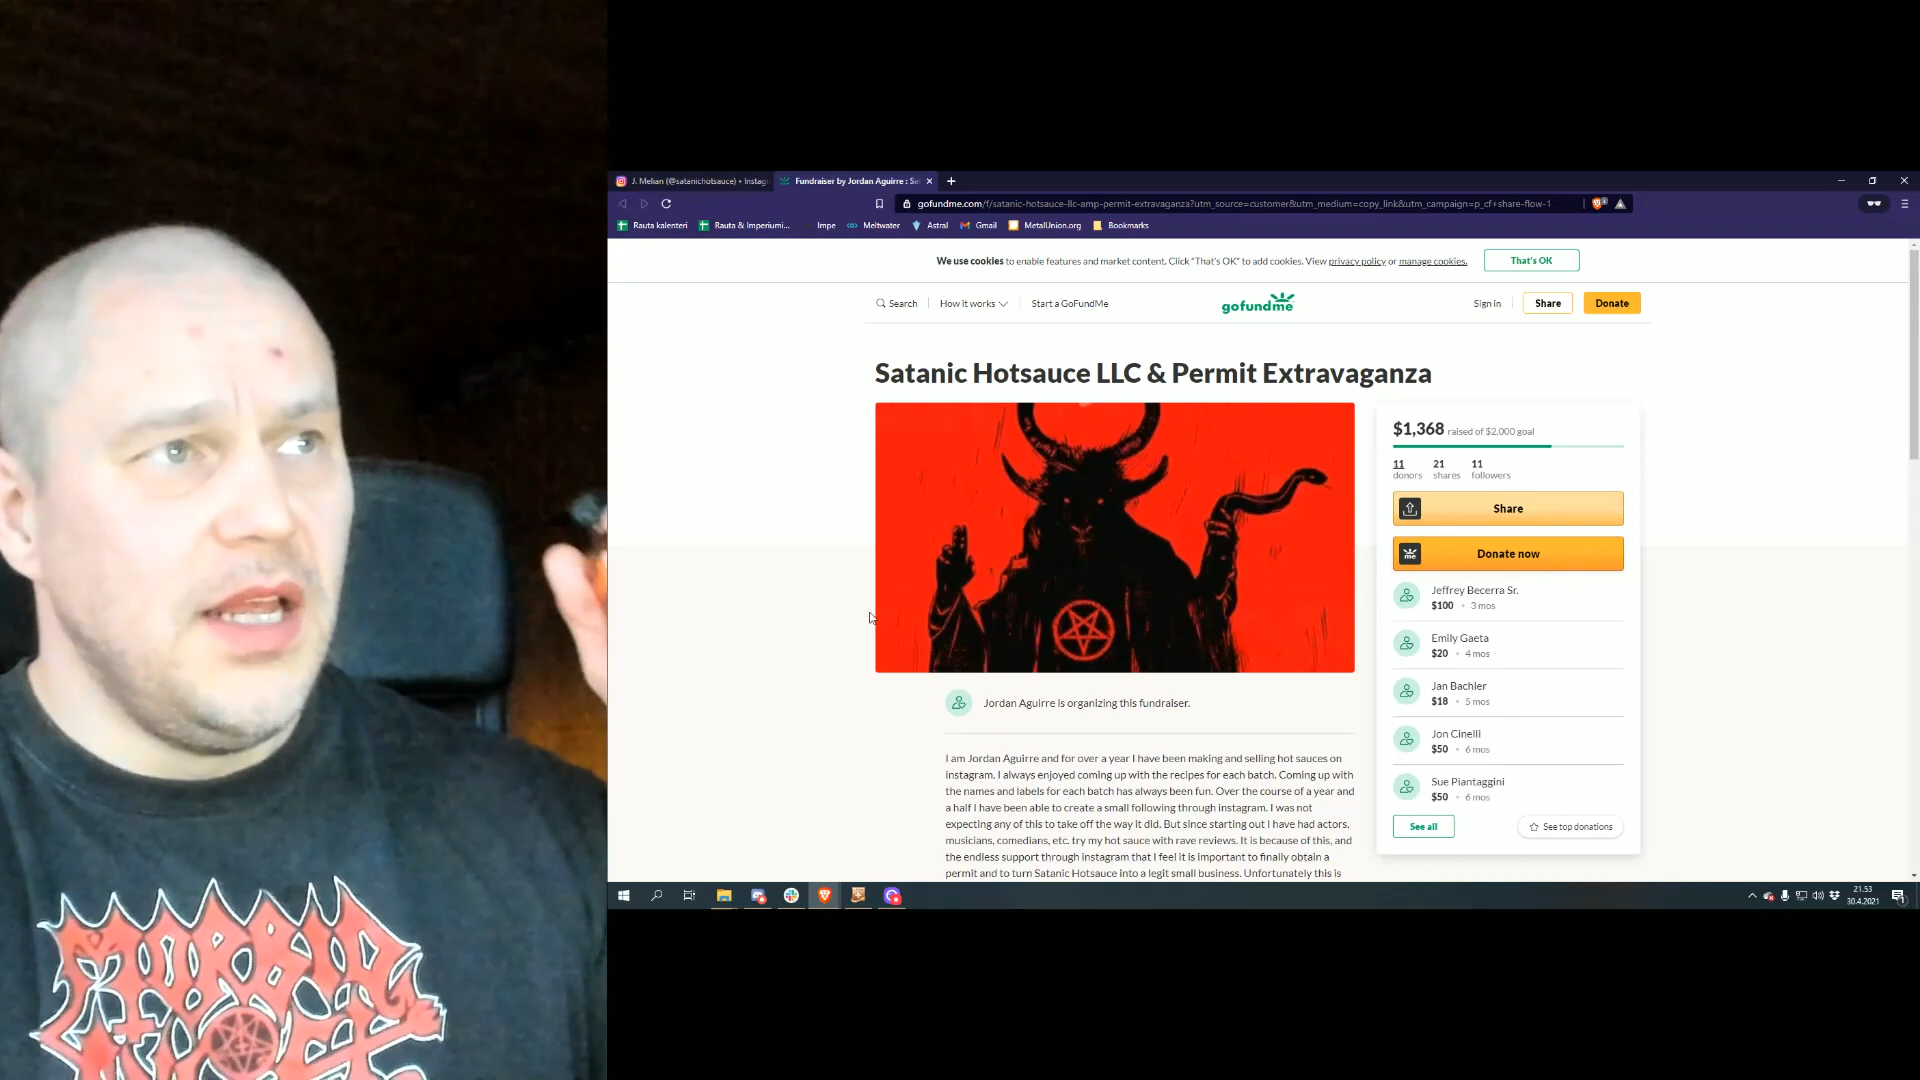 MORBID
ANGEL
J. Melian (@satanichotsauce) • Instag
Fundraiser by Jordan Aguirre : Sa
gofundme.com/f/satanic-hotsauce-llc-amp-permit-extravaganza?utm_source=customer&utm_medium=copy_link&utm_campaign=p_cf+share-flow-1
Rauta kalenteri
Rauta & Imperiumi...
Impe
Meltwater
Astral
Gmail
MetalUnion.org
Bookmarks
We use cookies to enable features and market content. Click "That's OK" to add cookies. View privacy policy or manage cookies.
That's OK
Search
How it works
Start a GoFundMe
gofundme
Sign in
Share
Donate
Satanic Hotsauce LLC & Permit Extravaganza
$1,368 raised of $2,000 goal
11 donors
21 shares
11 followers
Share
me
Donate now
Jeffrey Becerra Sr.
$100 • 3 mos
Emily Gaeta
$20 • 4 mos
Jan Bachler
$18 • 5 mos
Jon Cinelli
$50 • 6 mos
Sue Piantaggini
$50 • 6 mos
See all
See top donations
Jordan Aguirre is organizing this fundraiser.
I am Jordan Aguirre and for over a year I have been making and selling hot sauces on
instagram. I always enjoyed coming up with the recipes for each batch. Coming up with
the names and labels for each batch has always been fun. Over the course of a year and
a half I have been able to create a small following through instagram. I was not
expecting any of this to take off the way it did. But since starting out I have had actors,
musicians, comedians, etc. try my hot sauce with rave reviews. It is because of this, and
the endless support through instagram that I feel it is important to finally obtain a
permit and to turn Satanic Hotsauce into a legit small business. Unfortunately this is
21.53
30.4.2021